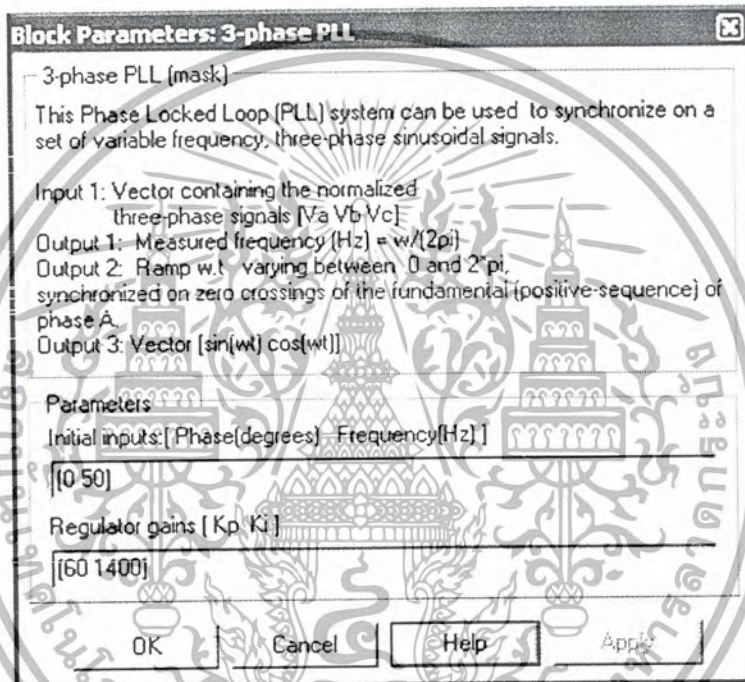 Block Parameters: 3-phase PLL
3-phase PLL (mask)
This Phase Locked Loop (PLL) system can be used to synchronize on a
set of variable frequency, three-phase sinusoidal signals.
Input 1: Vector containing the normalized
three-phase signals [Va Vb Vc]
Output 1: Measured frequency (Hz) = w/(2pi)
Output 2: Ramp w.t varying between 0 and 2*pi,
synchronized on zero crossings of the fundamental (positive-sequence) of
phase A.
Output 3: Vector [sin(wt) cos(wt)]
Parameters
Initial inputs:[ Phase(degrees) Frequency(Hz) ]
[0 50]
Regulator gains [ Kp Ki ]
[60 1400]
OK
Cancel
Help
Apply